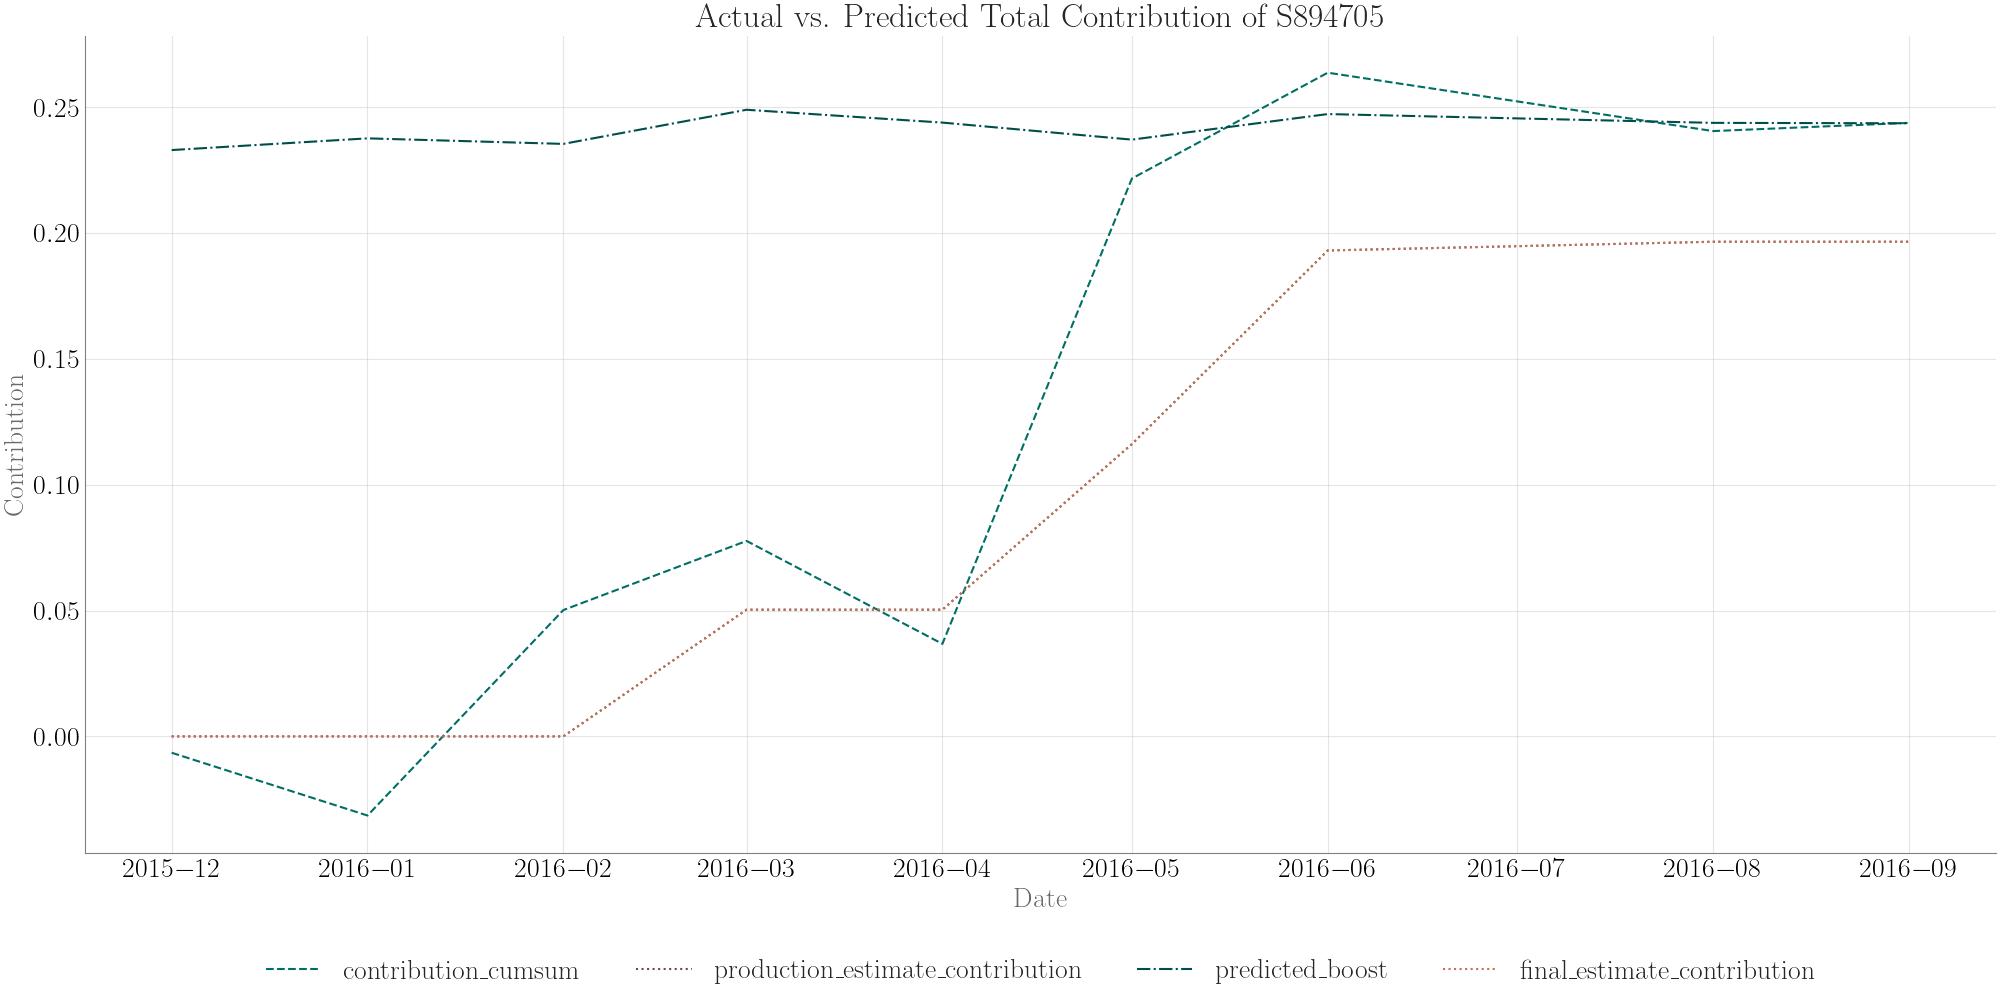 Actual vs. Predicted Total Contribution of S894705
0.25
0.20
0.15
0.10
0.05
0.00
Contribution
2015−12 2016−01 2016−02 2016−03 2016−04 2016−05 2016−06 2016−07 2016−08 2016−09
Date
contribution_cumsum production_estimate_contribution predicted_boost final_estimate_contribution